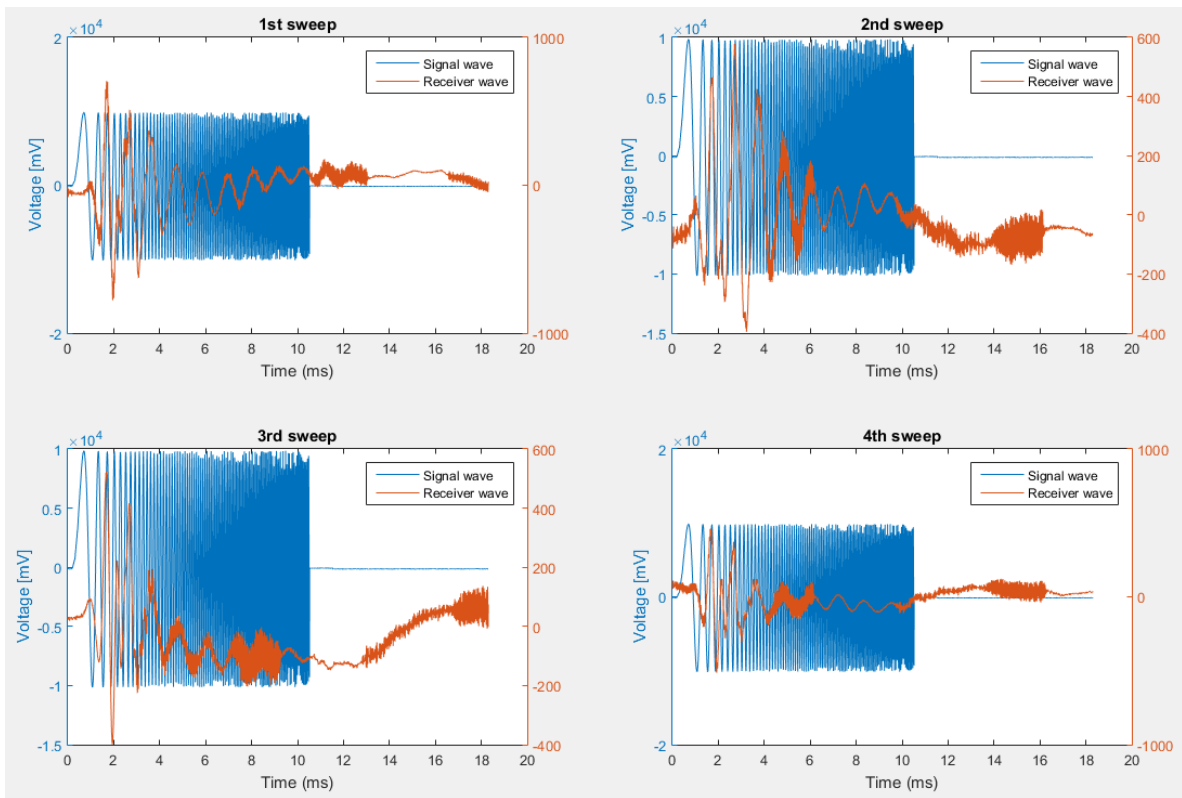 1st sweep
×10^4
2
1
0
-1
-2
1000
0
-1000
Voltage [mV]
Signal wave
Receiver wave
0 2 4 6 8 10 12 14 16 18 20
Time (ms)
2nd sweep
×10^4
1
0.5
0
-0.5
-1
-1.5
600
400
200
0
-200
-400
Voltage [mV]
Signal wave
Receiver wave
0 2 4 6 8 10 12 14 16 18 20
Time (ms)
3rd sweep
×10^4
1
0.5
0
-0.5
-1
-1.5
600
400
200
0
-200
-400
Voltage [mV]
Signal wave
Receiver wave
0 2 4 6 8 10 12 14 16 18 20
Time (ms)
4th sweep
×10^4
2
1
0
-1
-2
1000
0
-1000
Voltage [mV]
Signal wave
Receiver wave
0 2 4 6 8 10 12 14 16 18 20
Time (ms)